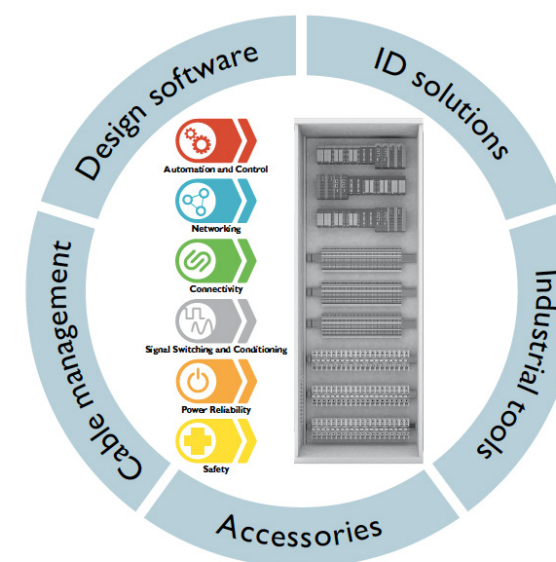 Design software
ID solutions
Automation and Control
Networking
Connectivity
Signal Switching and Conditioning
Power Reliability
Safety
Cable management
Industrial tools
Accessories